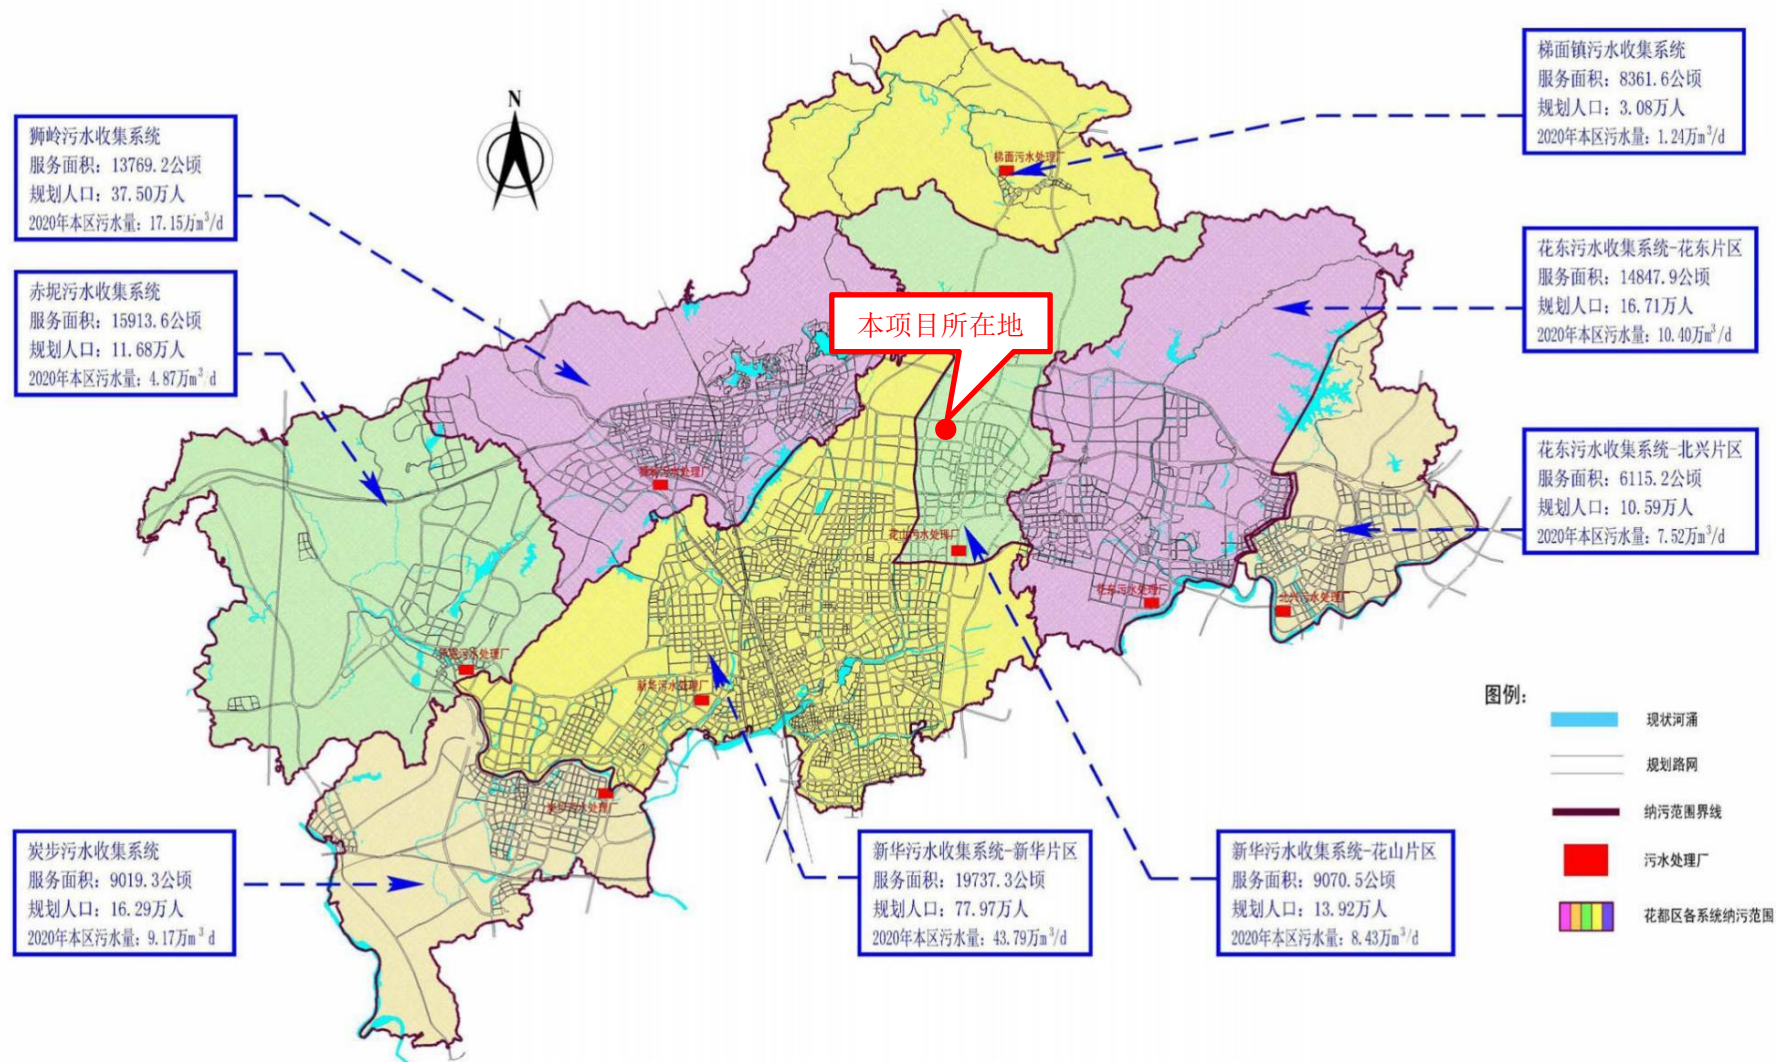 N
梯面镇污水收集系统
服务面积：8361.6公顷
规划人口：3.08万人
2020年本区污水量：1.24万m³/d
狮岭污水收集系统
服务面积：13769.2公顷
规划人口：37.50万人
2020年本区污水量：17.15万m³/d
梯面污水处理厂
花东污水收集系统-花东片区
服务面积：14847.9公顷
规划人口：16.71万人
2020年本区污水量：10.40万m³/d
赤坭污水收集系统
服务面积：15913.6公顷
规划人口：11.68万人
2020年本区污水量：4.87万m³/d
本项目所在地
花东污水收集系统-北兴片区
服务面积：6115.2公顷
规划人口：10.59万人
2020年本区污水量：7.52万m³/d
狮岭污水处理厂
花山污水处理厂
花东污水处理厂
北兴污水处理厂
赤坭污水处理厂
新华污水处理厂
炭步污水处理厂
图例：
现状河涌
规划路网
纳污范围界线
污水处理厂
花都区各系统纳污范围
炭步污水收集系统
服务面积：9019.3公顷
规划人口：16.29万人
2020年本区污水量：9.17万m³ d
新华污水收集系统-新华片区
服务面积：19737.3公顷
规划人口：77.97万人
2020年本区污水量：43.79万m³/d
新华污水收集系统-花山片区
服务面积：9070.5公顷
规划人口：13.92万人
2020年本区污水量：8.43万m³/d